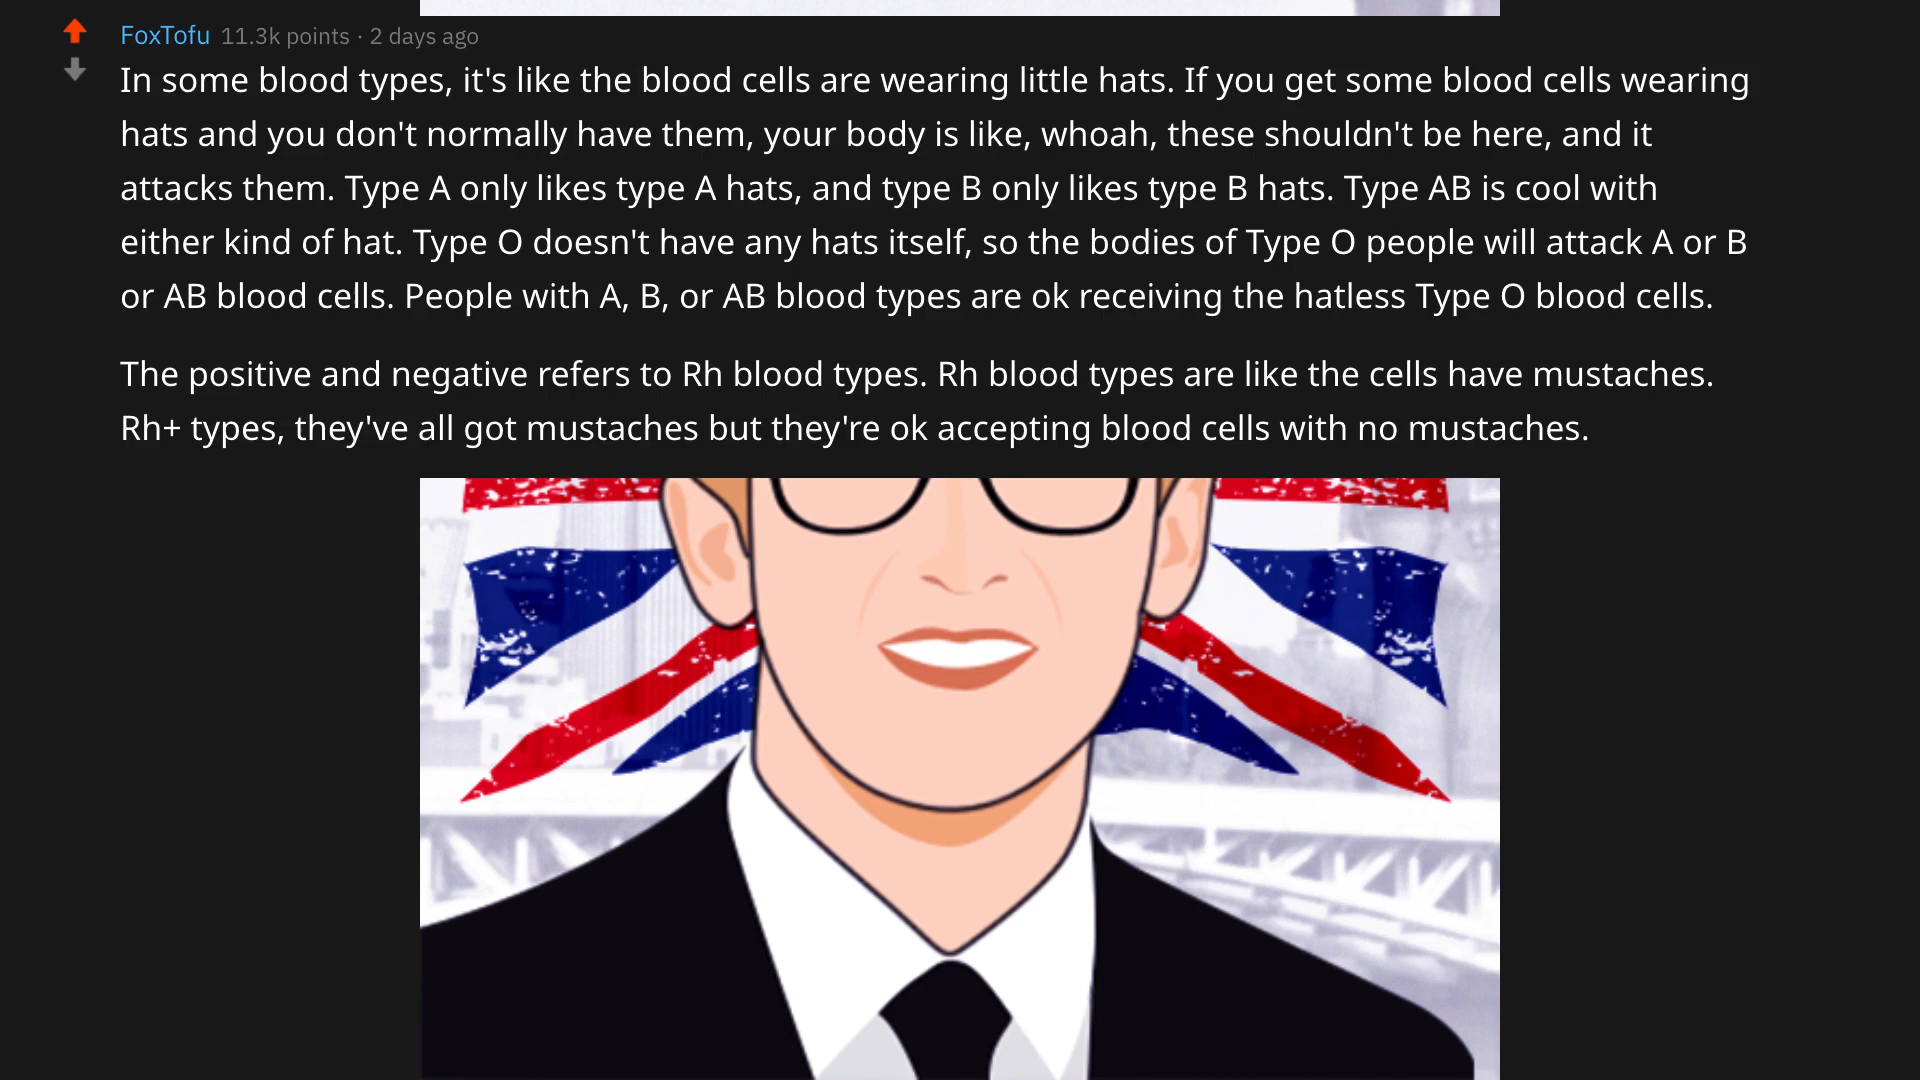 FoxTofu 11.3k points · 2 days ago
In some blood types, it's like the blood cells are wearing little hats. If you get some blood cells wearing
hats and you don't normally have them, your body is like, whoah, these shouldn't be here, and it
attacks them. Type A only likes type A hats, and type B only likes type B hats. Type AB is cool with
either kind of hat. Type O doesn't have any hats itself, so the bodies of Type O people will attack A or B
or AB blood cells. People with A, B, or AB blood types are ok receiving the hatless Type O blood cells.
The positive and negative refers to Rh blood types. Rh blood types are like the cells have mustaches.
Rh+ types, they've all got mustaches but they're ok accepting blood cells with no mustaches.